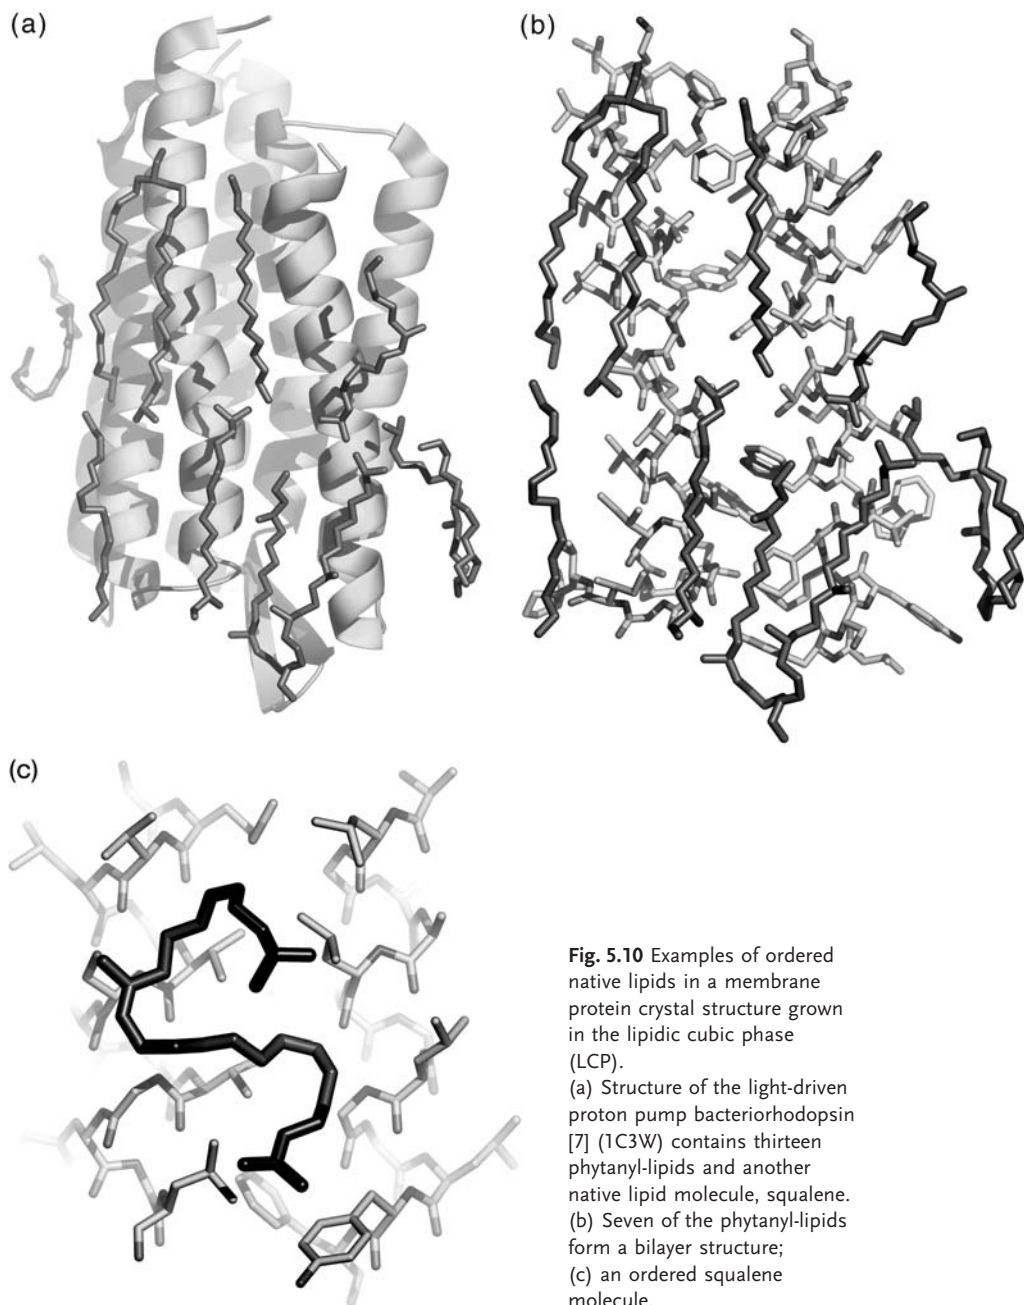 (a)
(b)
(c)
Fig. 5.10 Examples of ordered
native lipids in a membrane
protein crystal structure grown
in the lipidic cubic phase
(LCP).
(a) Structure of the light-driven
proton pump bacteriorhodopsin
[7] (1C3W) contains thirteen
phytanyl-lipids and another
native lipid molecule, squalene.
(b) Seven of the phytanyl-lipids
form a bilayer structure;
(c) an ordered squalene
molecule